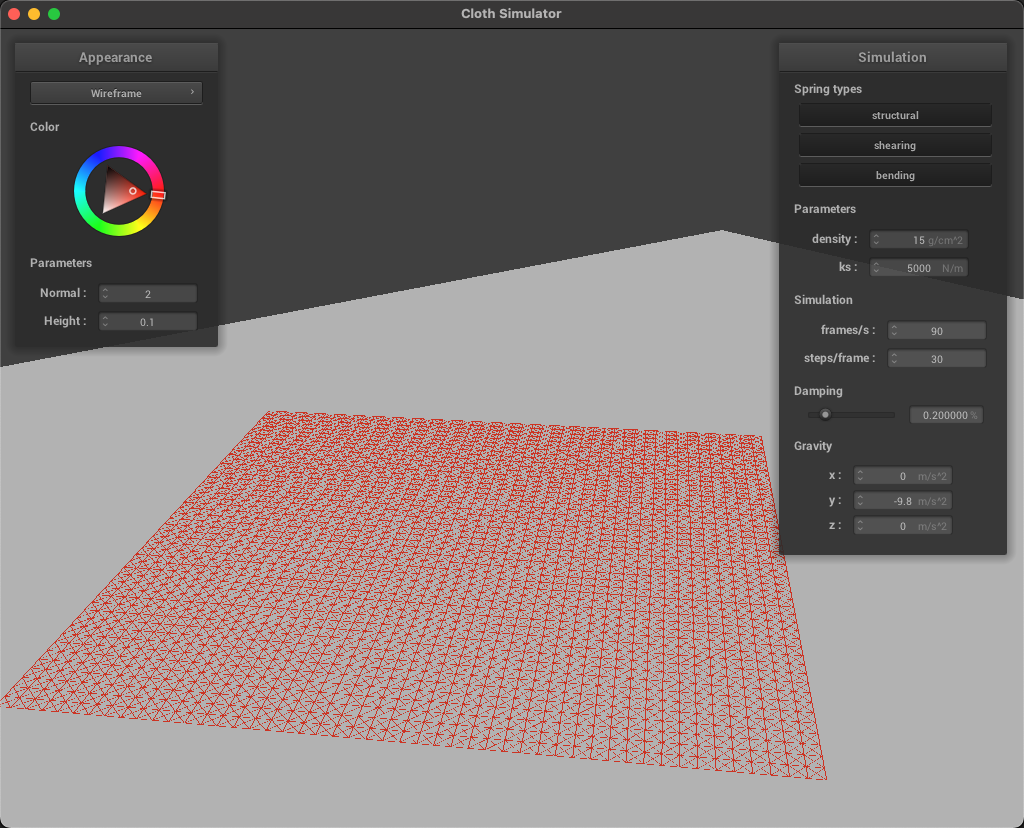 Cloth Simulator
Appearance
Wireframe
Color
Parameters
Normal : 2
Height : 0.1
Simulation
Spring types
structural
shearing
bending
Parameters
density : 15 g/cm^2
ks : 5000 N/m
Simulation
frames/s : 90
steps/frame : 30
Damping
0.200000 %
Gravity
x : 0 m/s^2
y : -9.8 m/s^2
z : 0 m/s^2